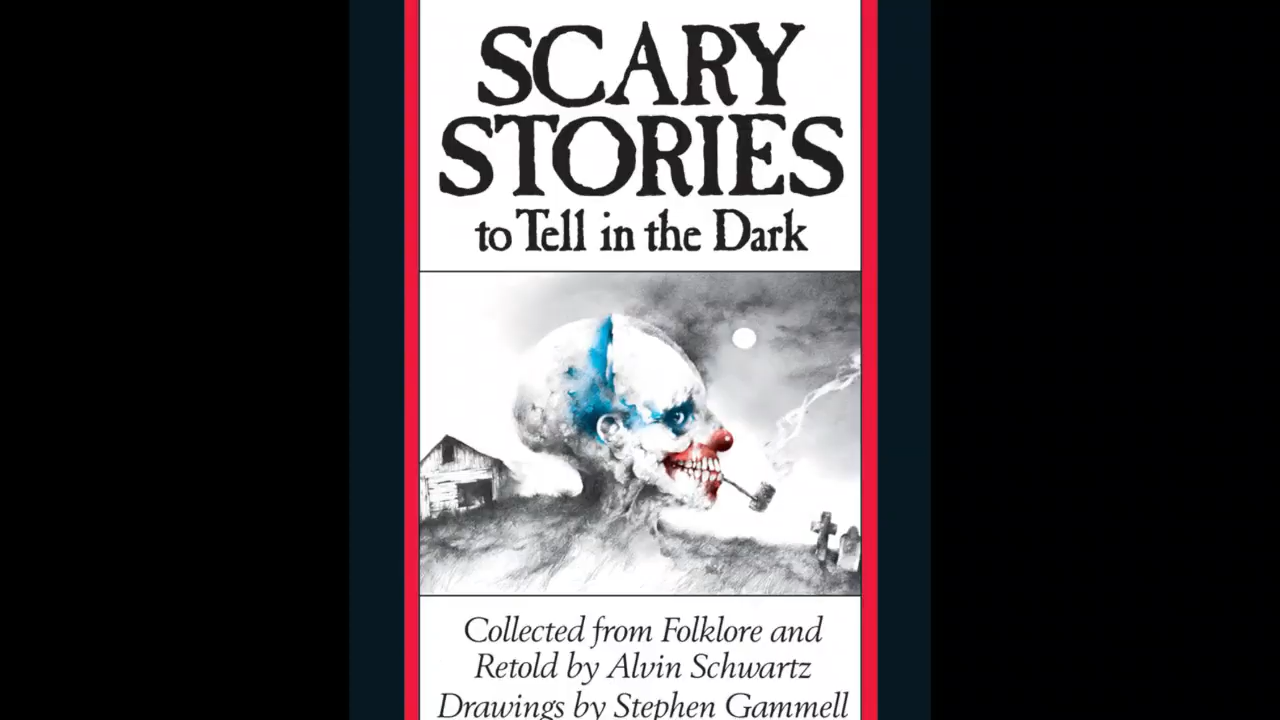 SCARY
STORIES
to Tell in the Dark
Collected from Folklore and
Retold by Alvin Schwartz
Drawings by Stephen Gammell